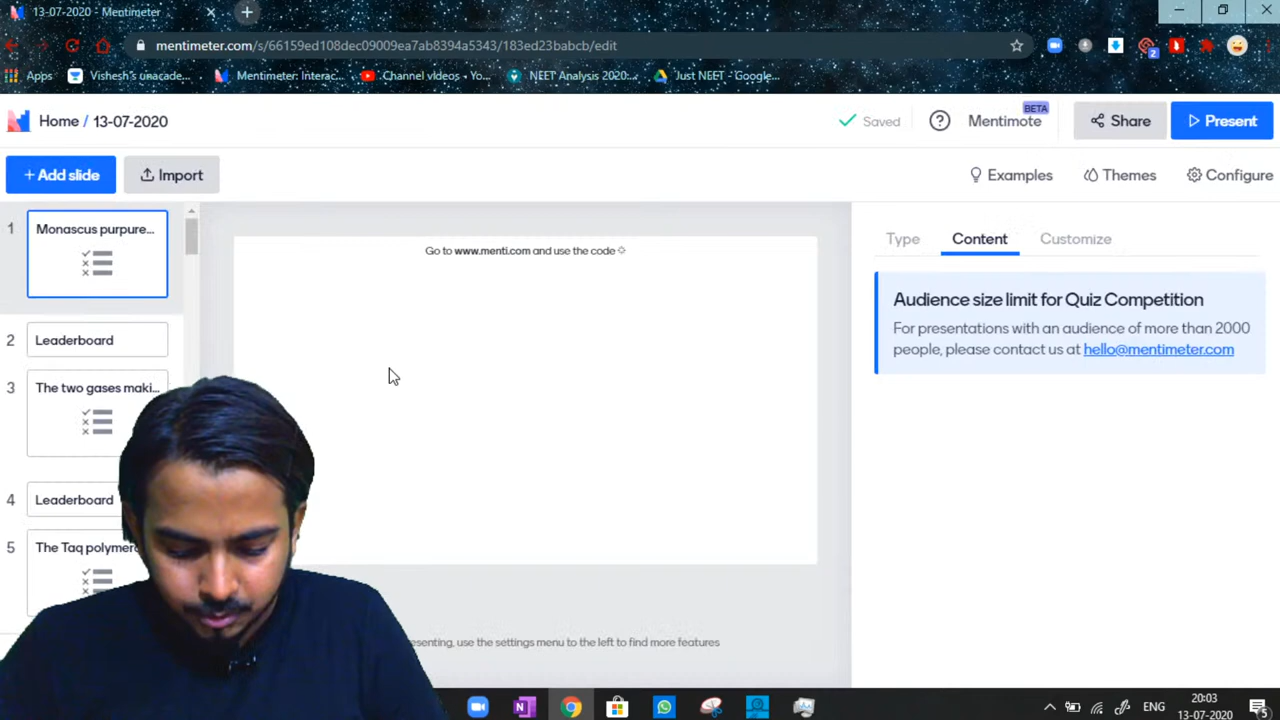 13-07-2020 - Mentimeter
mentimeter.com/s/66159ed108dec09009ea7ab8394a5343/183ed23babcb/edit
Apps
Vishesh's unacade...
Mentimeter: Interac...
Channel videos - Yo...
NEET Analysis 2020:...
Just NEET - Google...
2
Home / 13-07-2020
Saved
Mentimote
BETA
Share
Present
+ Add slide
Import
Examples
Themes
Configure
1
Monascus purpure...
2
Leaderboard
3
The two gases maki...
4
Leaderboard
5
The Taq polymer
Go to www.menti.com and use the code
esenting, use the settings menu to the left to find more features
Type
Content
Customize
Audience size limit for Quiz Competition
For presentations with an audience of more than 2000
people, please contact us at hello@mentimeter.com
ENG
20:03
13-07-2020
5